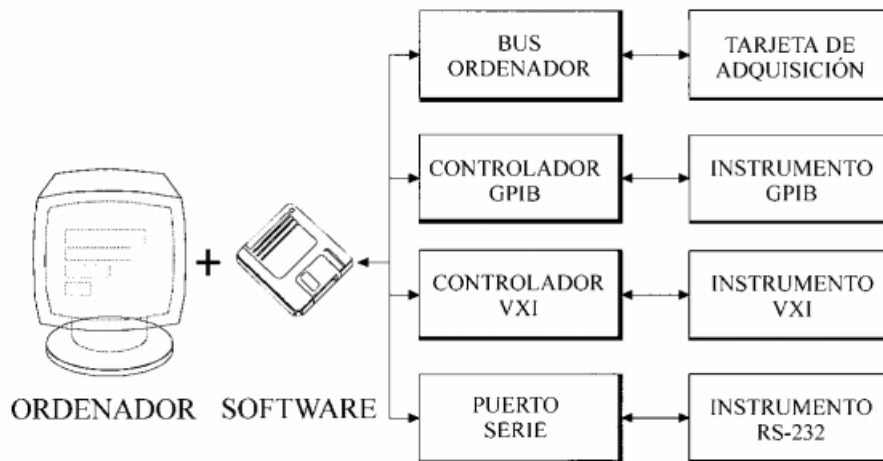 BUS
ORDENADOR
TARJETA DE
ADQUISICIÓN
CONTROLADOR
GPIB
INSTRUMENTO
GPIB
CONTROLADOR
VXI
INSTRUMENTO
VXI
PUERTO
SERIE
INSTRUMENTO
RS-232
+
ORDENADOR
SOFTWARE